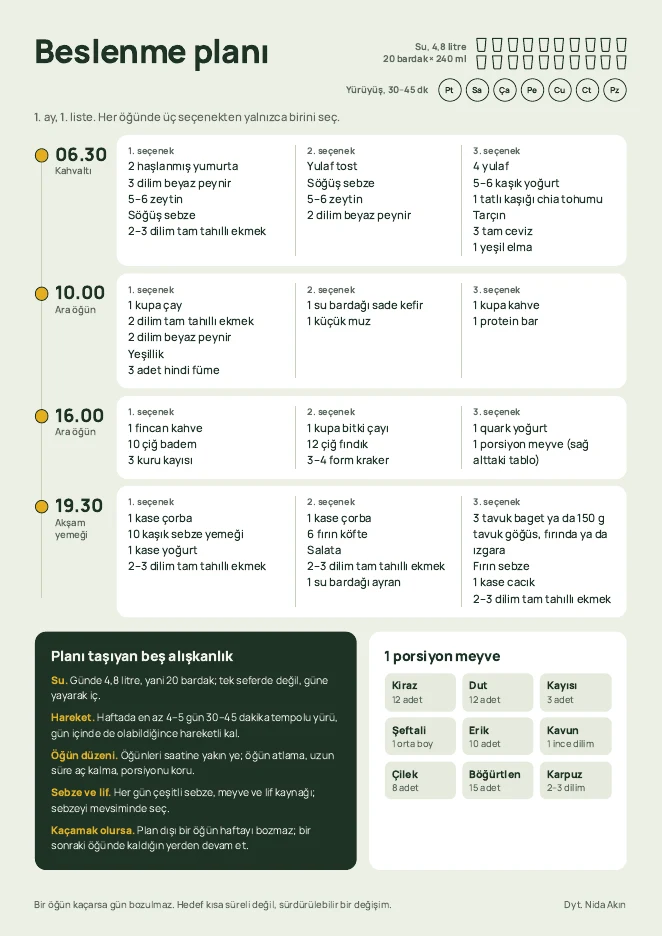 Beslenme planı
Su, 4,8 litre
20 bardak × 240 ml
Yürüyüş, 30–45 dk
Pt Sa Ça Pe Cu Ct Pz
1. ay, 1. liste. Her öğünde üç seçenekten yalnızca birini seç.
06.30
Kahvaltı
1. seçenek
2 haşlanmış yumurta
3 dilim beyaz peynir
5–6 zeytin
Söğüş sebze
2–3 dilim tam tahıllı ekmek
2. seçenek
Yulaf tost
Söğüş sebze
5–6 zeytin
2 dilim beyaz peynir
3. seçenek
4 yulaf
5–6 kaşık yoğurt
1 tatlı kaşığı chia tohumu
Tarçın
3 tam ceviz
1 yeşil elma
10.00
Ara öğün
1. seçenek
1 kupa çay
2 dilim tam tahıllı ekmek
2 dilim beyaz peynir
Yeşillik
3 adet hindi füme
2. seçenek
1 su bardağı sade kefir
1 küçük muz
3. seçenek
1 kupa kahve
1 protein bar
16.00
Ara öğün
1. seçenek
1 fincan kahve
10 çiğ badem
3 kuru kayısı
2. seçenek
1 kupa bitki çayı
12 çiğ fındık
3–4 form kraker
3. seçenek
1 quark yoğurt
1 porsiyon meyve (sağ
alttaki tablo)
19.30
Akşam
yemeği
1. seçenek
1 kase çorba
10 kaşık sebze yemeği
1 kase yoğurt
2–3 dilim tam tahıllı ekmek
2. seçenek
1 kase çorba
6 fırın köfte
Salata
2–3 dilim tam tahıllı ekmek
1 su bardağı ayran
3. seçenek
3 tavuk baget ya da 150 g
tavuk göğüs, fırında ya da
ızgara
Fırın sebze
1 kase cacık
2–3 dilim tam tahıllı ekmek
Planı taşıyan beş alışkanlık
Su. Günde 4,8 litre, yani 20 bardak; tek seferde değil, güne
yayarak iç.
Hareket. Haftada en az 4–5 gün 30–45 dakika tempolu yürü,
gün içinde de olabildiğince hareketli kal.
Öğün düzeni. Öğünleri saatine yakın ye; öğün atlama, uzun
süre aç kalma, porsiyonu koru.
Sebze ve lif. Her gün çeşitli sebze, meyve ve lif kaynağı;
sebzeyi mevsiminde seç.
Kaçamak olursa. Plan dışı bir öğün haftayı bozmaz; bir
sonraki öğünde kaldığın yerden devam et.
1 porsiyon meyve
Kiraz
12 adet
Dut
12 adet
Kayısı
3 adet
Şeftali
1 orta boy
Erik
10 adet
Kavun
1 ince dilim
Çilek
8 adet
Böğürtlen
15 adet
Karpuz
2–3 dilim
Bir öğün kaçarsa gün bozulmaz. Hedef kısa süreli değil, sürdürülebilir bir değişim.
Dyt. Nida Akın